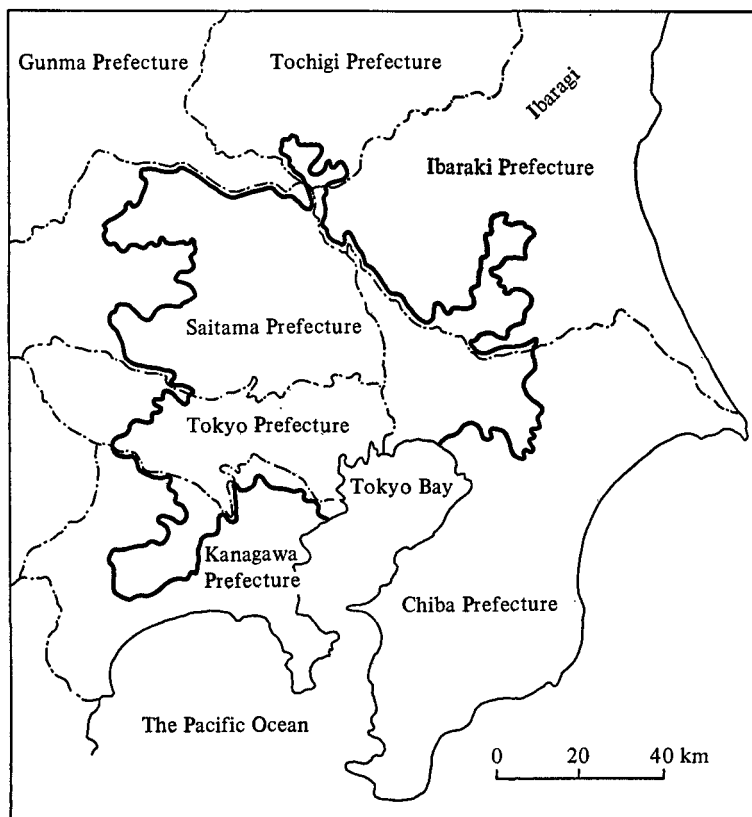 Gunma Prefecture
Tochigi Prefecture
Ibaragi
Ibaraki Prefecture
Saitama Prefecture
Tokyo Prefecture
Tokyo Bay
Kanagawa
Prefecture
Chiba Prefecture
The Pacific Ocean
0 20 40 km